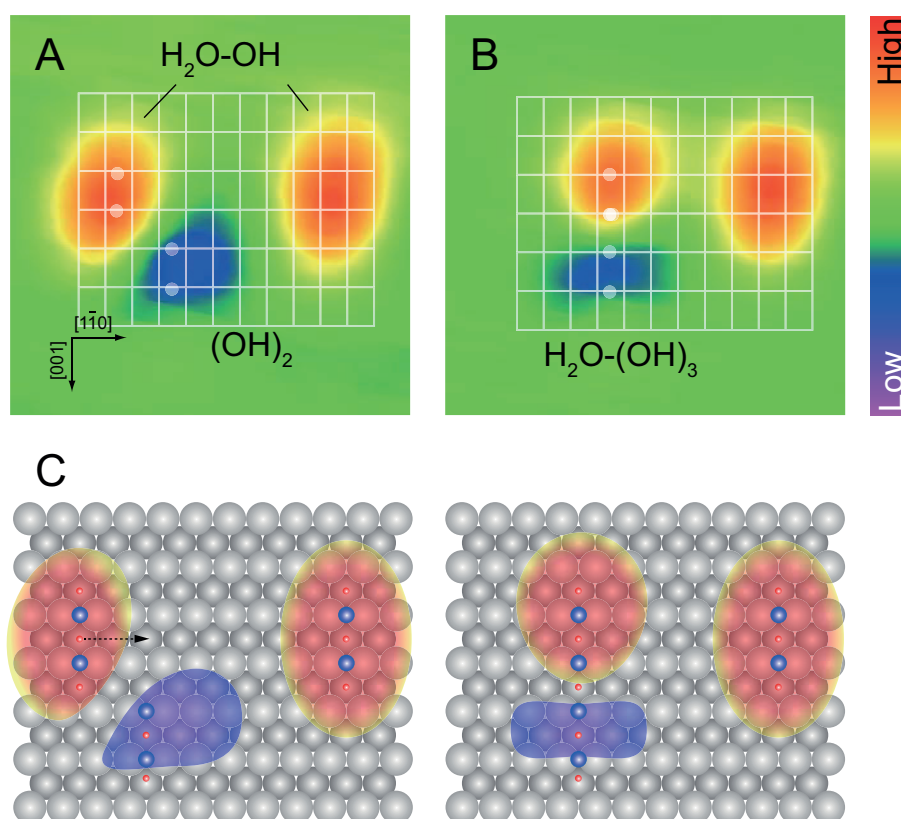 A
H₂O-OH
B
[11̄0]
[001]
(OH)₂
H₂O-(OH)₃
High
Low
C